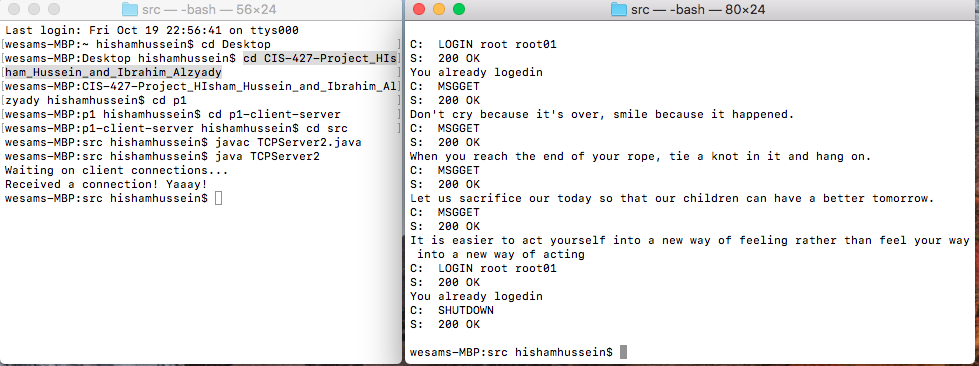 src — -bash — 56×24
Last login: Fri Oct 19 22:56:41 on ttys000
[wesams-MBP:~ hishamhussein$ cd Desktop ]
[wesams-MBP:Desktop hishamhussein$ cd CIS-427-Project_HIs]
ham_Hussein_and_Ibrahim_Alzyady
[wesams-MBP:CIS-427-Project_HIsham_Hussein_and_Ibrahim_Al]
zyady hishamhussein$ cd p1
[wesams-MBP:p1 hishamhussein$ cd p1-client-server ]
[wesams-MBP:p1-client-server hishamhussein$ cd src ]
[wesams-MBP:src hishamhussein$ javac TCPServer2.java ]
[wesams-MBP:src hishamhussein$ java TCPServer2 ]
Waiting on client connections...
Received a connection! Yaaay!
wesams-MBP:src hishamhussein$
src — -bash — 80×24
C: LOGIN root root01
S: 200 OK
You already logedin
C: MSGGET
S: 200 OK
Don't cry because it's over, smile because it happened.
C: MSGGET
S: 200 OK
When you reach the end of your rope, tie a knot in it and hang on.
C: MSGGET
S: 200 OK
Let us sacrifice our today so that our children can have a better tomorrow.
C: MSGGET
S: 200 OK
It is easier to act yourself into a new way of feeling rather than feel your way
into a new way of acting
C: LOGIN root root01
S: 200 OK
You already logedin
C: SHUTDOWN
S: 200 OK
wesams-MBP:src hishamhussein$